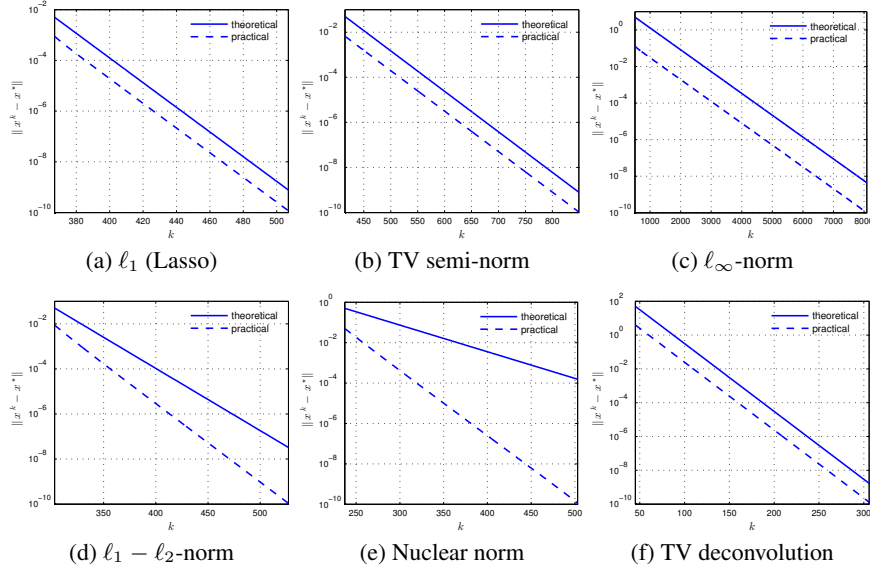 theoretical
practical
‖x^k − x*‖
10^−2
10^−4
10^−6
10^−8
10^−10
380 400 420 440 460 480 500
k
(a) ℓ1 (Lasso)
theoretical
practical
‖x^k − x*‖
10^−2
10^−4
10^−6
10^−8
10^−10
450 500 550 600 650 700 750 800
k
(b) TV semi-norm
theoretical
practical
‖x^k − x*‖
10^0
10^−2
10^−4
10^−6
10^−8
10^−10
1000 2000 3000 4000 5000 6000 7000 8000
k
(c) ℓ∞-norm
theoretical
practical
‖x^k − x*‖
10^−2
10^−4
10^−6
10^−8
10^−10
350 400 450 500
k
(d) ℓ1 − ℓ2-norm
theoretical
practical
‖x^k − x*‖
10^0
10^−2
10^−4
10^−6
10^−8
10^−10
250 300 350 400 450 500
k
(e) Nuclear norm
theoretical
practical
‖x^k − x*‖
10^2
10^0
10^−2
10^−4
10^−6
10^−8
10^−10
50 100 150 200 250 300
k
(f) TV deconvolution